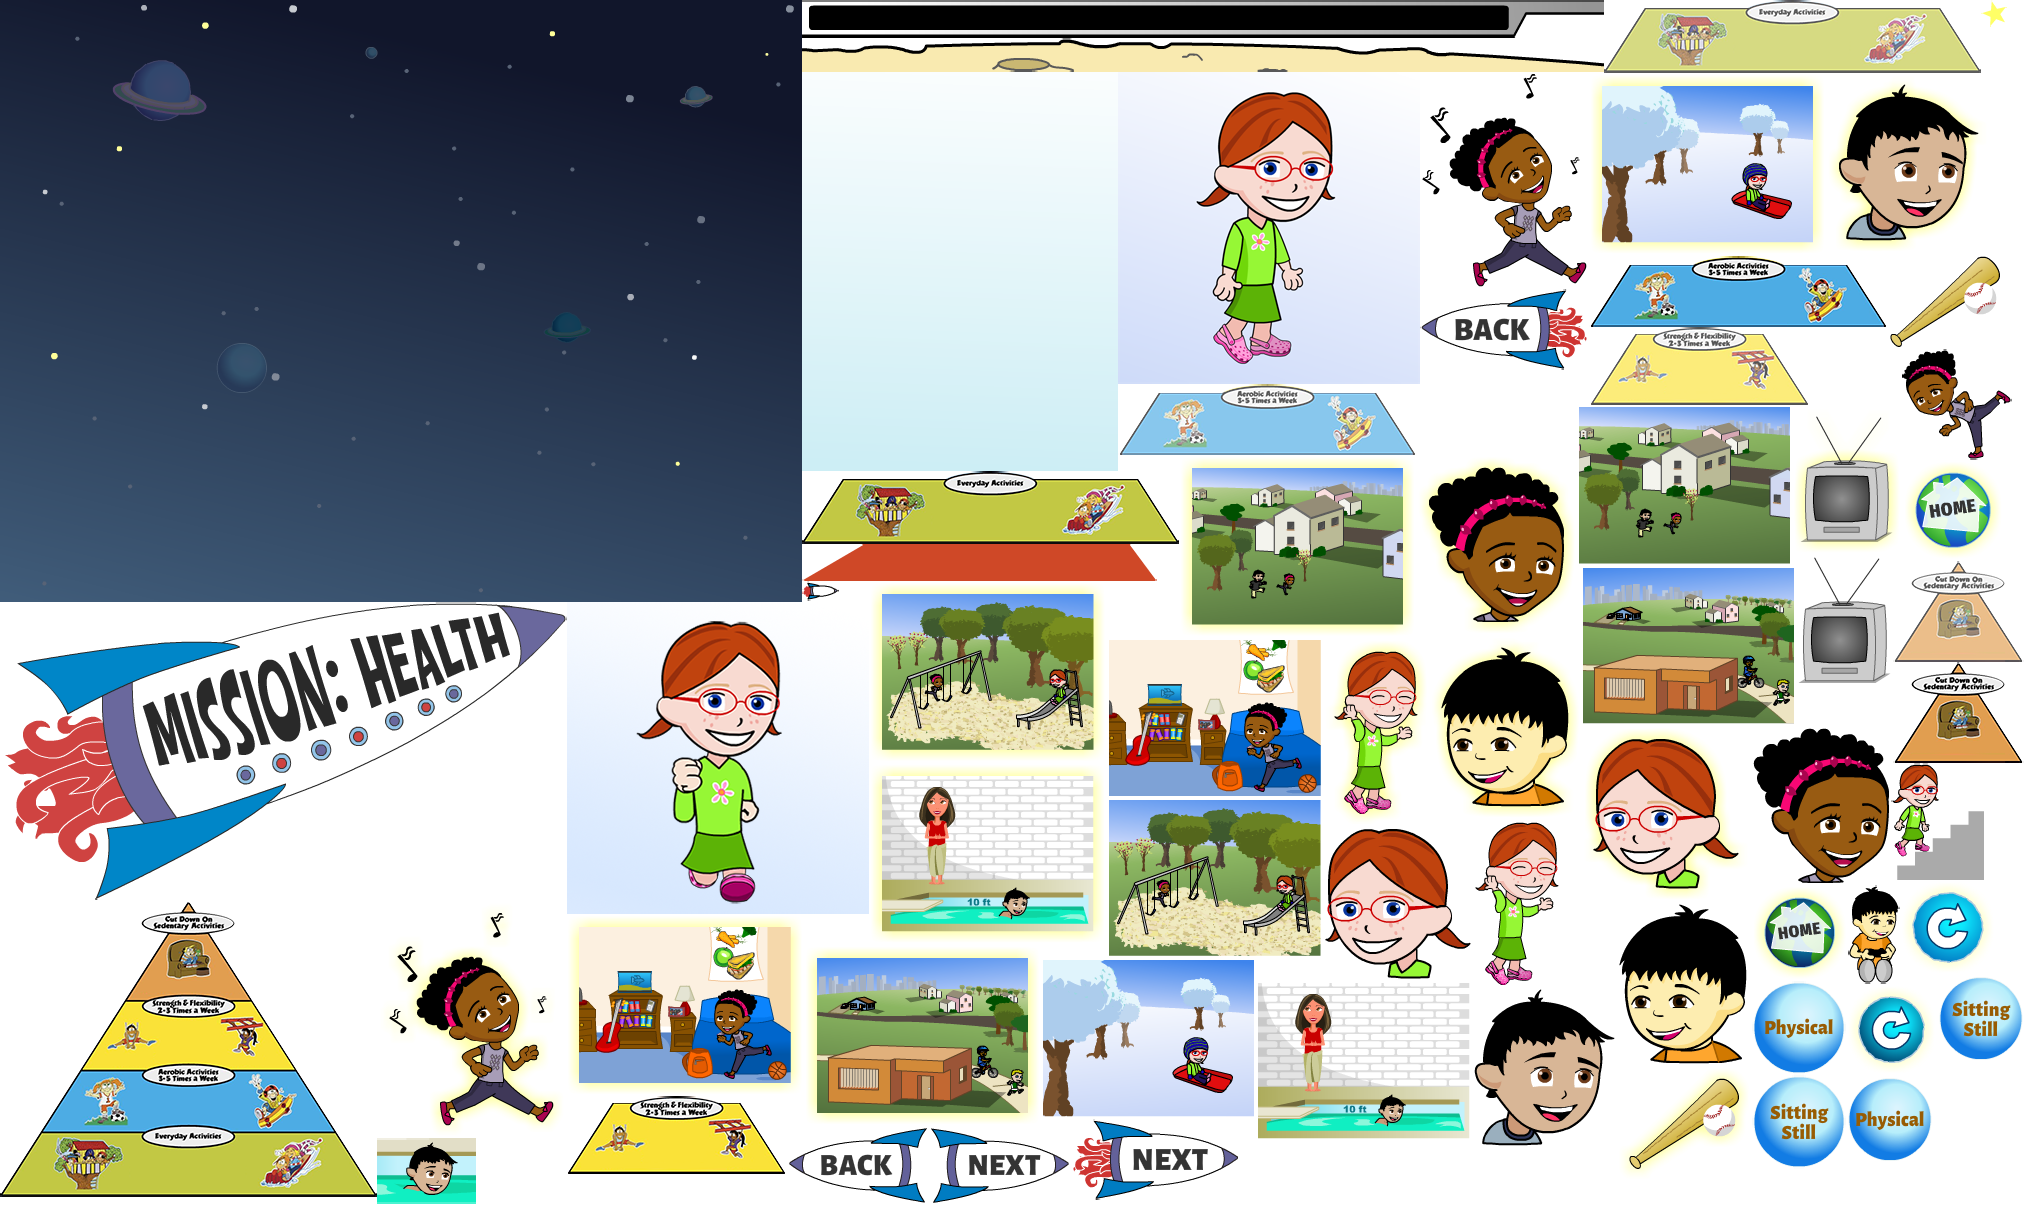 Everyday Activities
BACK
Aerobic Activities
3-5 Times a Week
Strength & Flexibility
2-3 Times a Week
Aerobic Activities
3-5 Times a Week
Everyday Activities
HOME
Cut Down On
Sedentary Activities
Cut Down On
Sedentary Activities
MISSION: HEALTH
10 ft
Cut Down On
Sedentary Activities
Strength & Flexibility
2-3 Times a Week
Aerobic Activities
3-5 Times a Week
Everyday Activities
Strength & Flexibility
2-3 Times a Week
BACK
NEXT
NEXT
10 ft
HOME
Physical
Sitting
Still
Sitting
Still
Physical